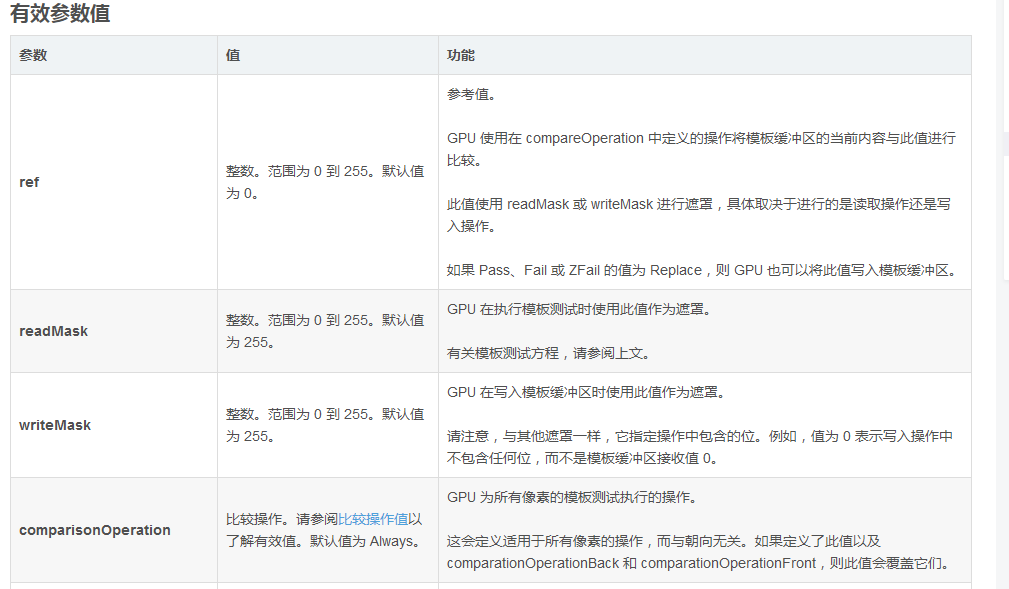 有效参数值
参数
值
功能
ref
整数。范围为 0 到 255。默认值
为 0。
参考值。
GPU 使用在 compareOperation 中定义的操作将模板缓冲区的当前内容与此值进行
比较。
此值使用 readMask 或 writeMask 进行遮罩，具体取决于进行的是读取操作还是写
入操作。
如果 Pass、Fail 或 ZFail 的值为 Replace，则 GPU 也可以将此值写入模板缓冲区。
readMask
整数。范围为 0 到 255。默认值
为 255。
GPU 在执行模板测试时使用此值作为遮罩。
有关模板测试方程，请参阅上文。
writeMask
整数。范围为 0 到 255。默认值
为 255。
GPU 在写入模板缓冲区时使用此值作为遮罩。
请注意，与其他遮罩一样，它指定操作中包含的位。例如，值为 0 表示写入操作中
不包含任何位，而不是模板缓冲区接收值 0。
comparisonOperation
比较操作。请参阅比较操作值以
了解有效值。默认值为 Always。
GPU 为所有像素的模板测试执行的操作。
这会定义适用于所有像素的操作，而与朝向无关。如果定义了此值以及
comparationOperationBack 和 comparationOperationFront，则此值会覆盖它们。